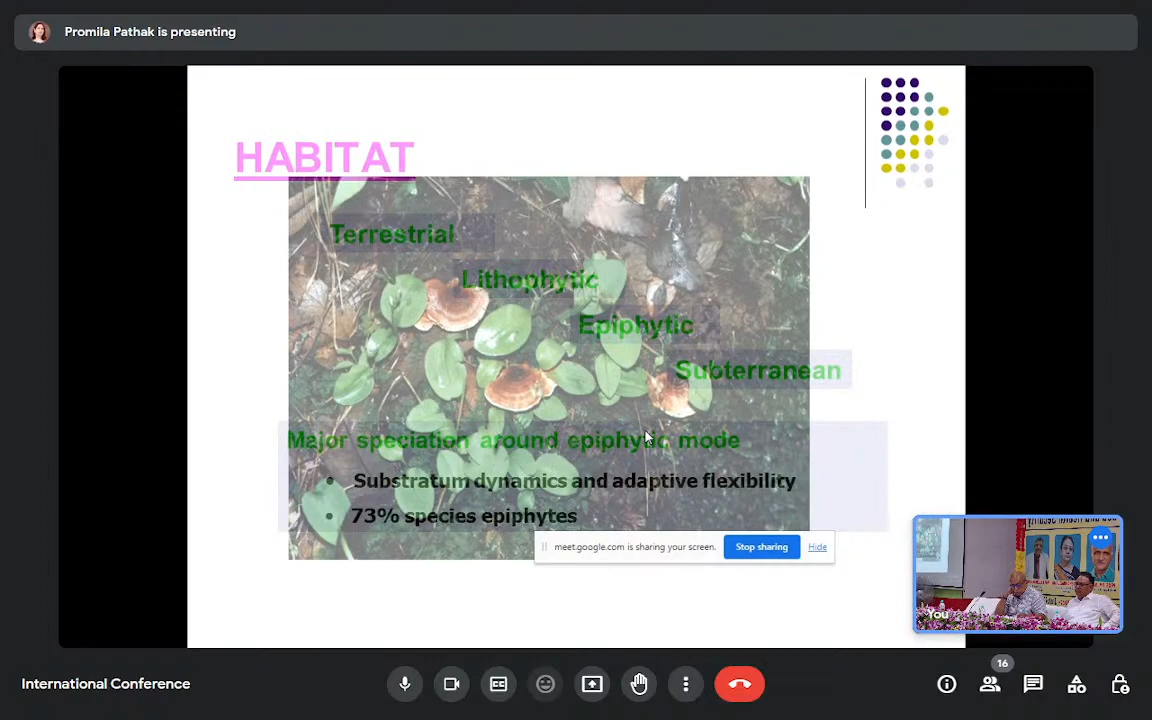 Promila Pathak is presenting
HABITAT
Terrestrial
Lithophytic
Epiphytic
Subterranean
Major speciation around epiphytic mode
• Substratum dynamics and adaptive flexibility
• 73% species epiphytes
meet.google.com is sharing your screen.
Stop sharing
Hide
You
International Conference
16